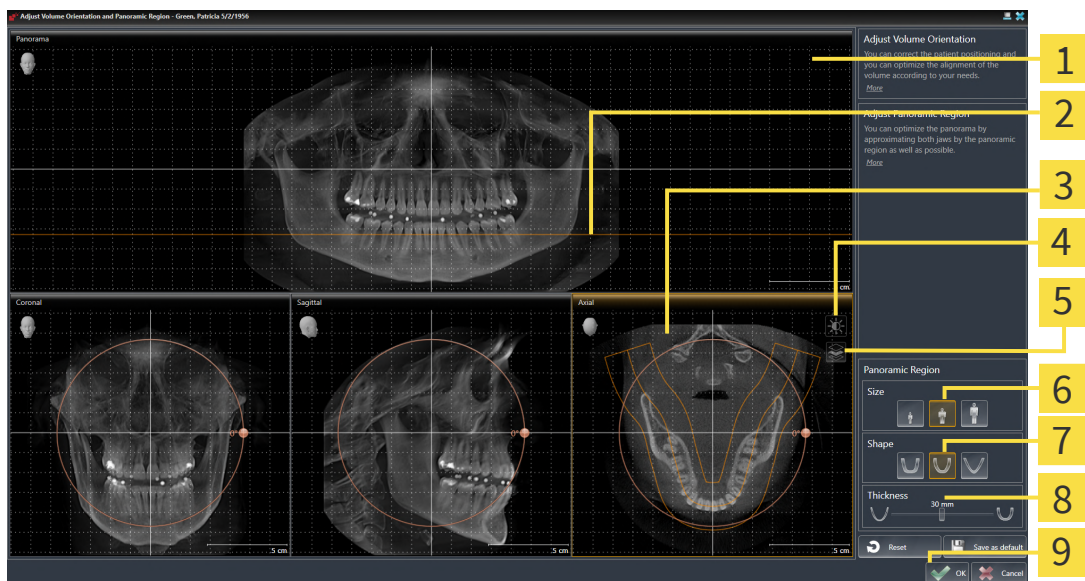 Adjust Volume Orientation and Panoramic Region - Green, Patricia 5/2/1956
Panorama
cm
Coronal
0°
.5 cm
Sagittal
0°
.5 cm
Axial
0°
.5 cm
Adjust Volume Orientation
You can correct the patient positioning and
you can optimize the alignment of the
volume according to your needs.
More
Adjust Panoramic Region
You can optimize the panorama by
approximating both jaws by the panoramic
region as well as possible.
More
Panoramic Region
Size
Shape
Thickness
30 mm
Reset
Save as default
OK
Cancel
1
2
3
4
5
6
7
8
9